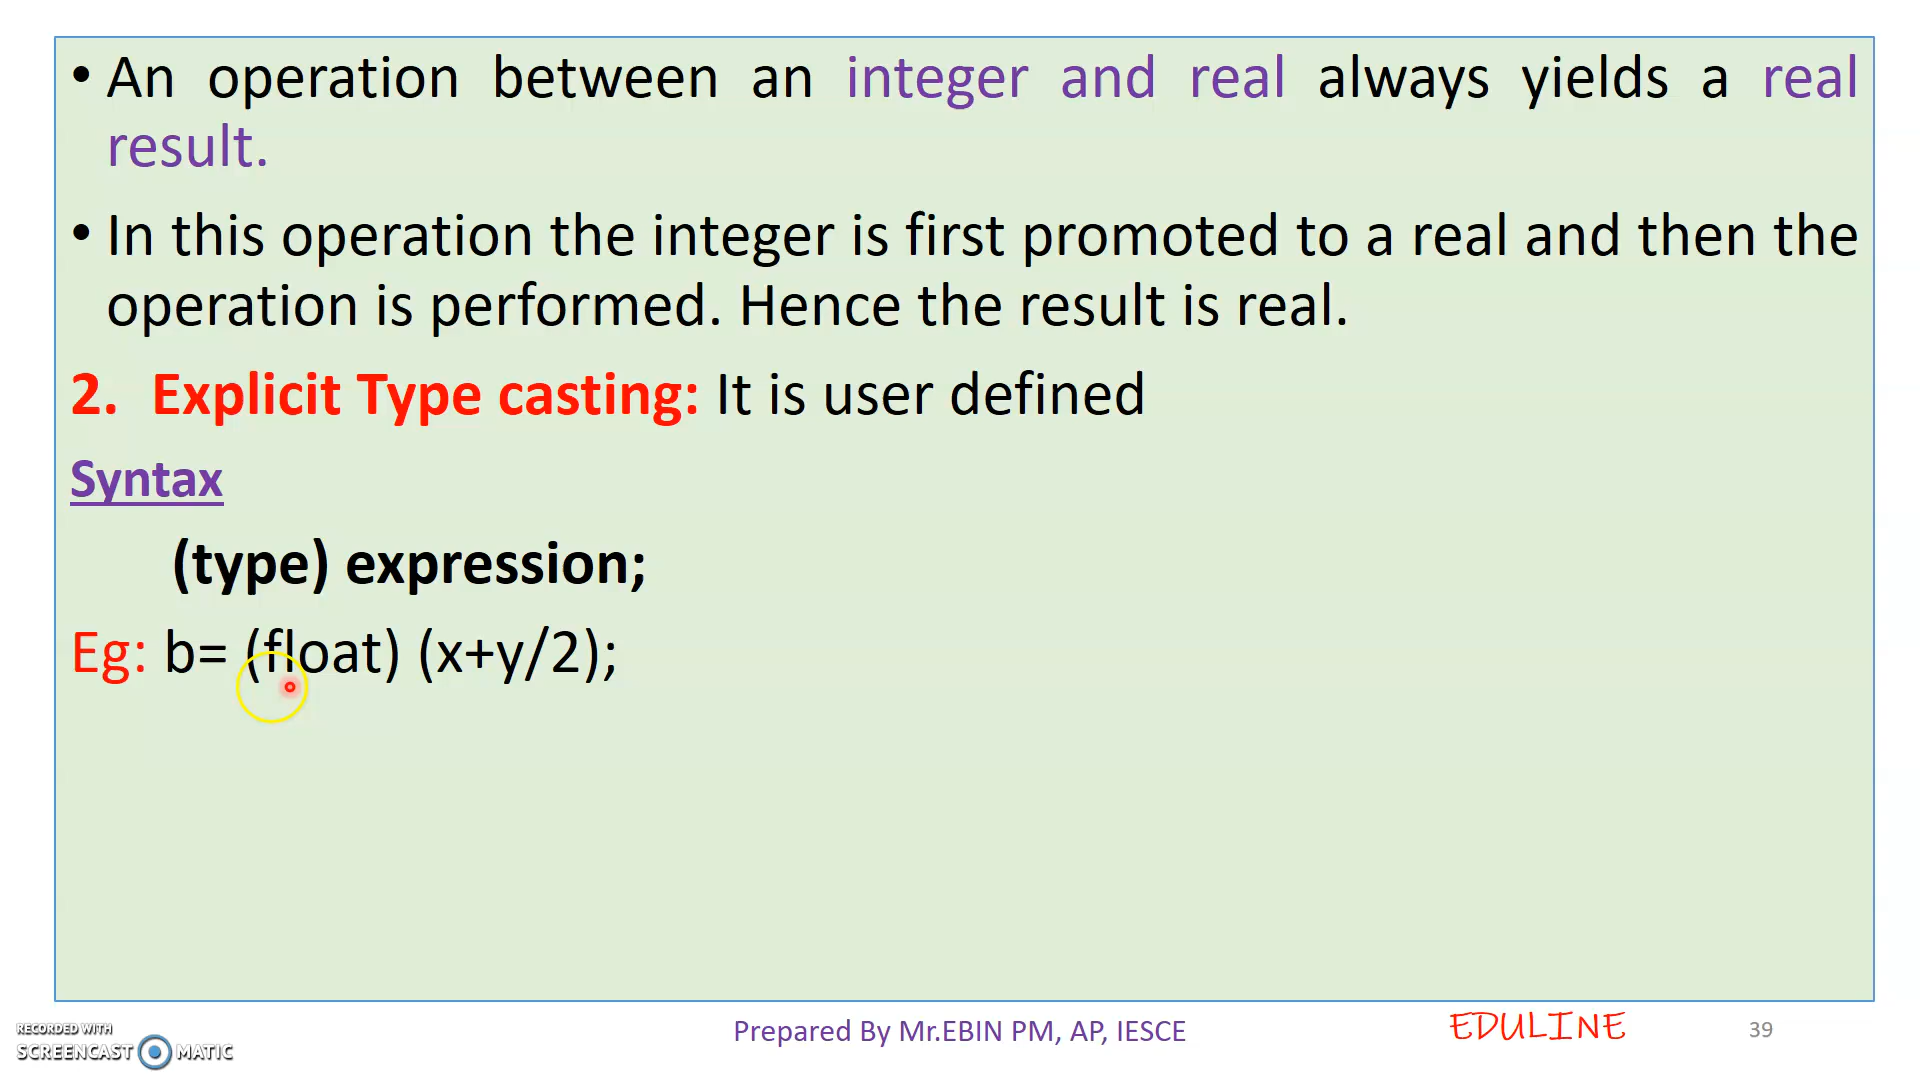 • An operation between an integer and real always yields a real
result.
• In this operation the integer is first promoted to a real and then the
operation is performed. Hence the result is real.
2. Explicit Type casting: It is user defined
Syntax
(type) expression;
Eg: b= (float) (x+y/2);
RECORDED WITH
SCREENCAST MATIC
Prepared By Mr.EBIN PM, AP, IESCE
EDULINE
39